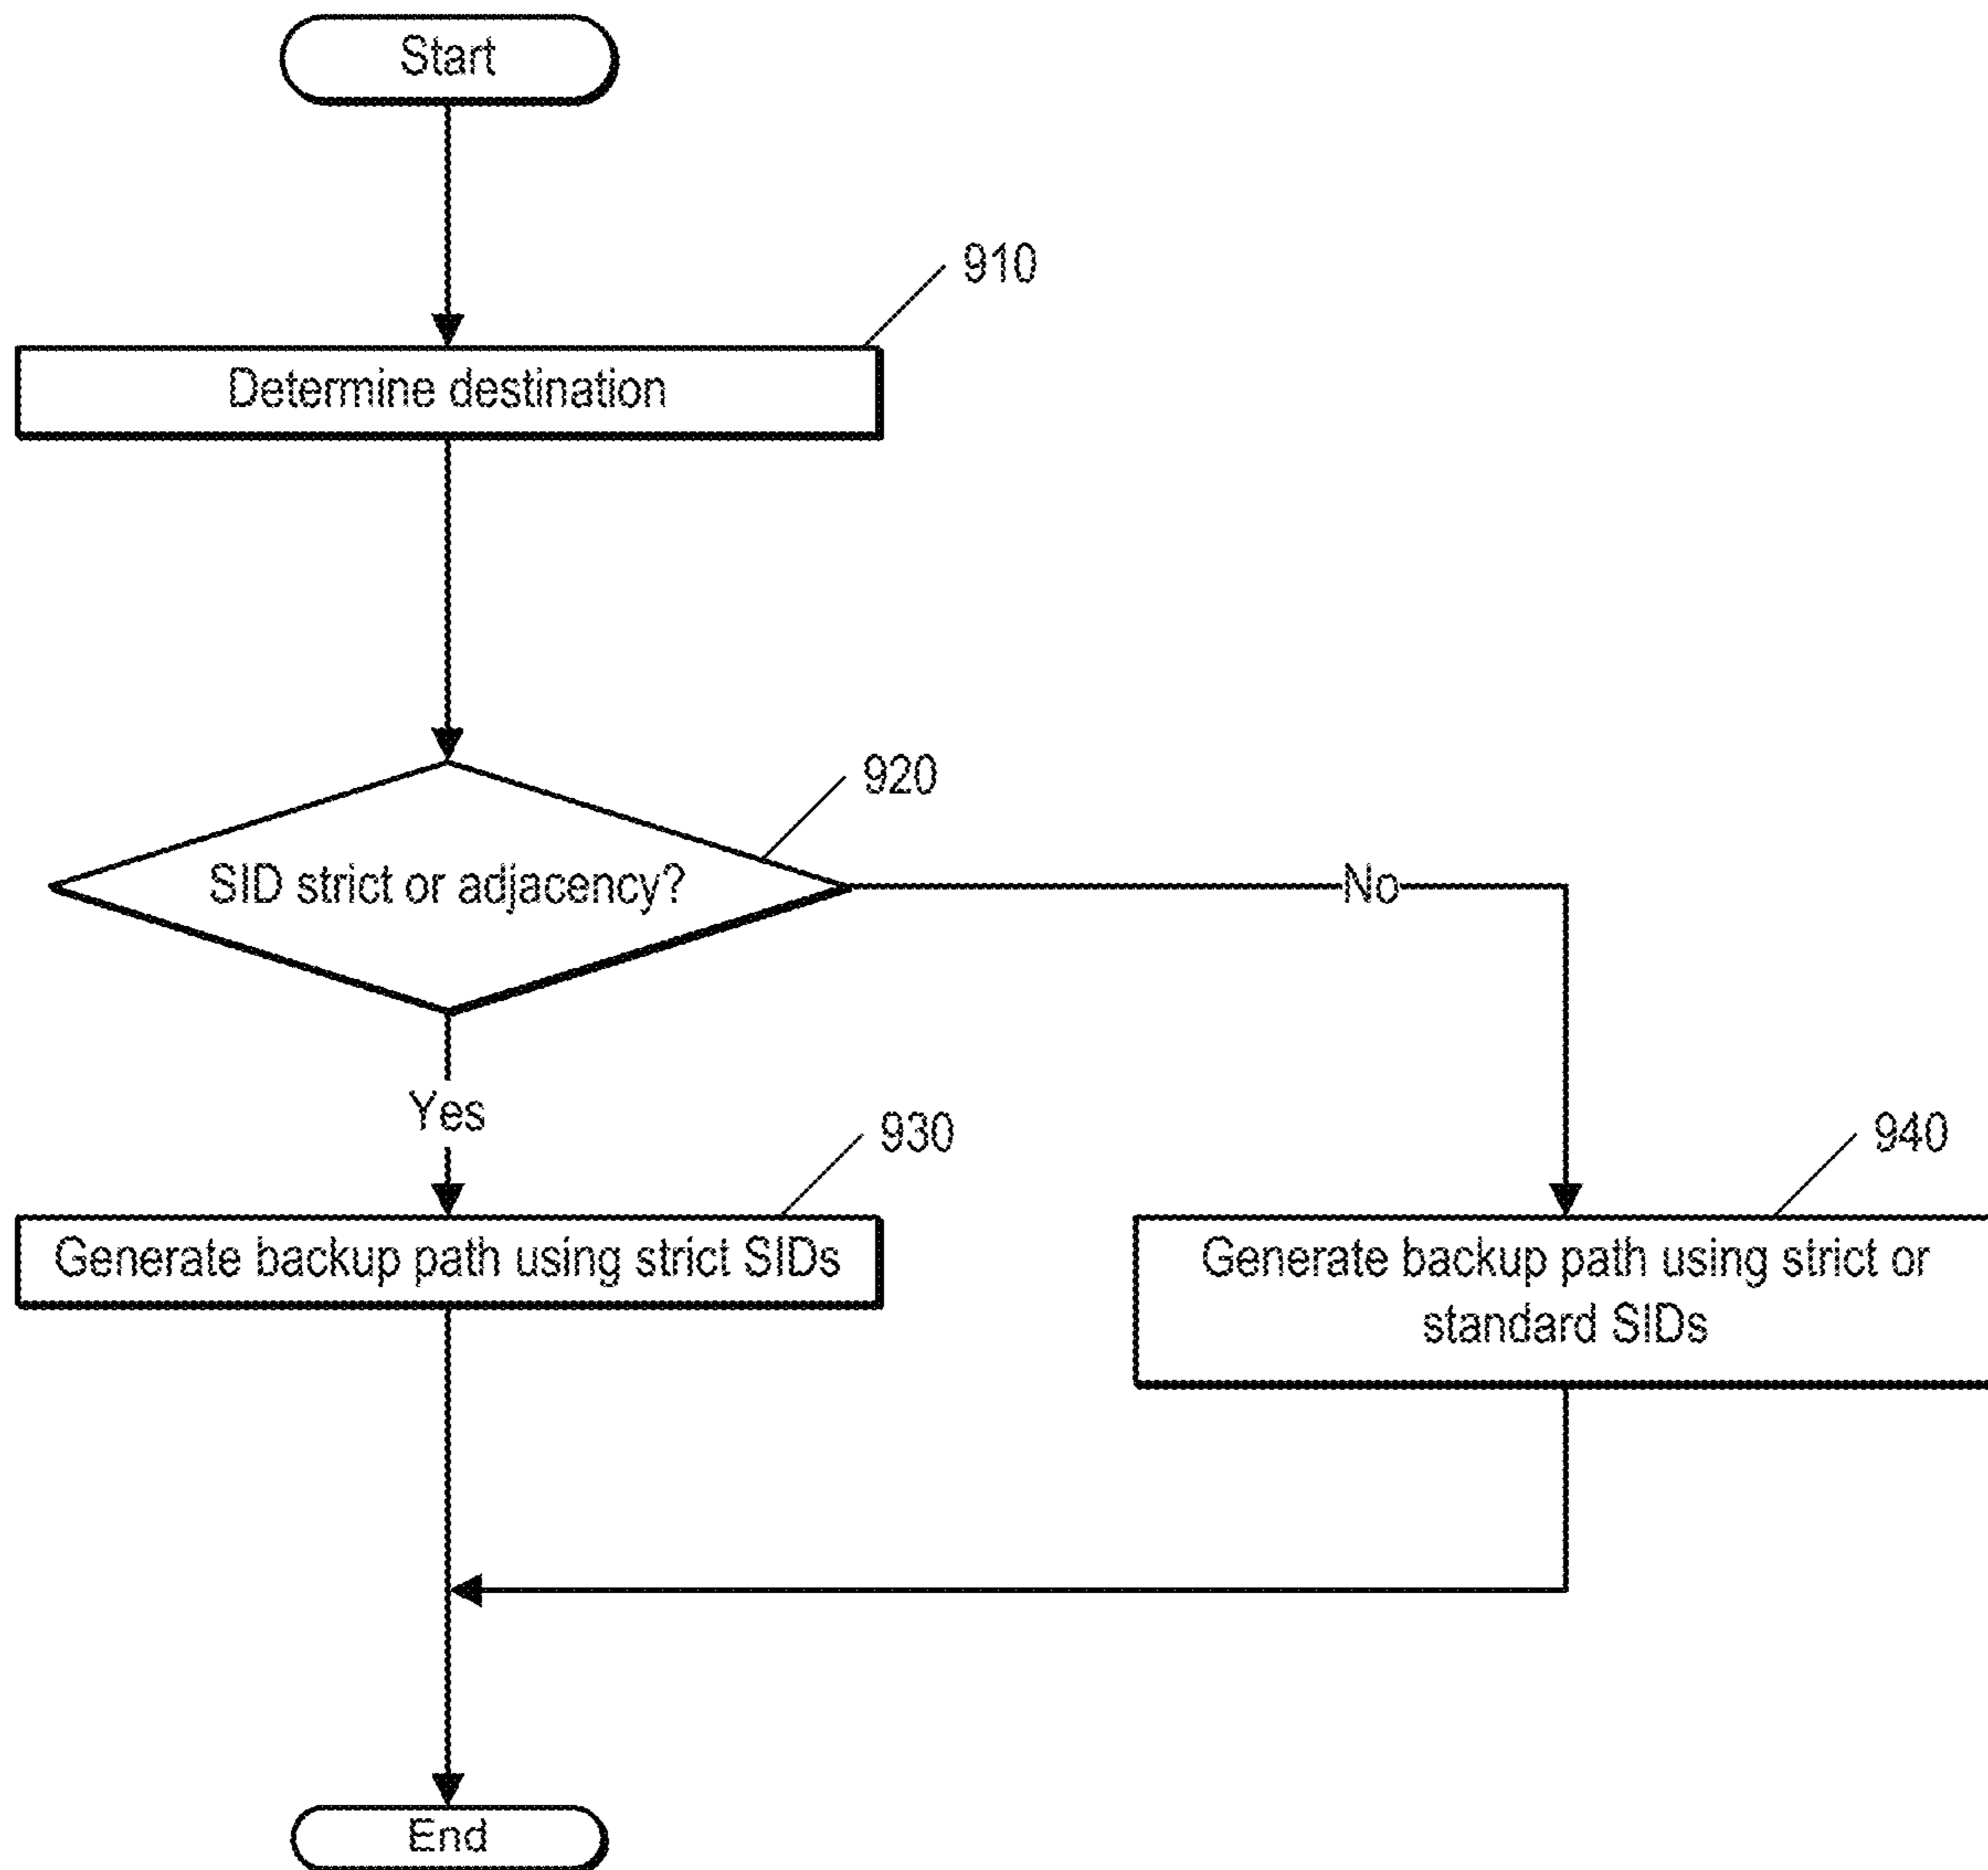 Start
910
Determine destination
920
SID strict or adjacency?
No
Yes
930
940
Generate backup path using strict SIDs
Generate backup path using strict or
standard SIDs
End